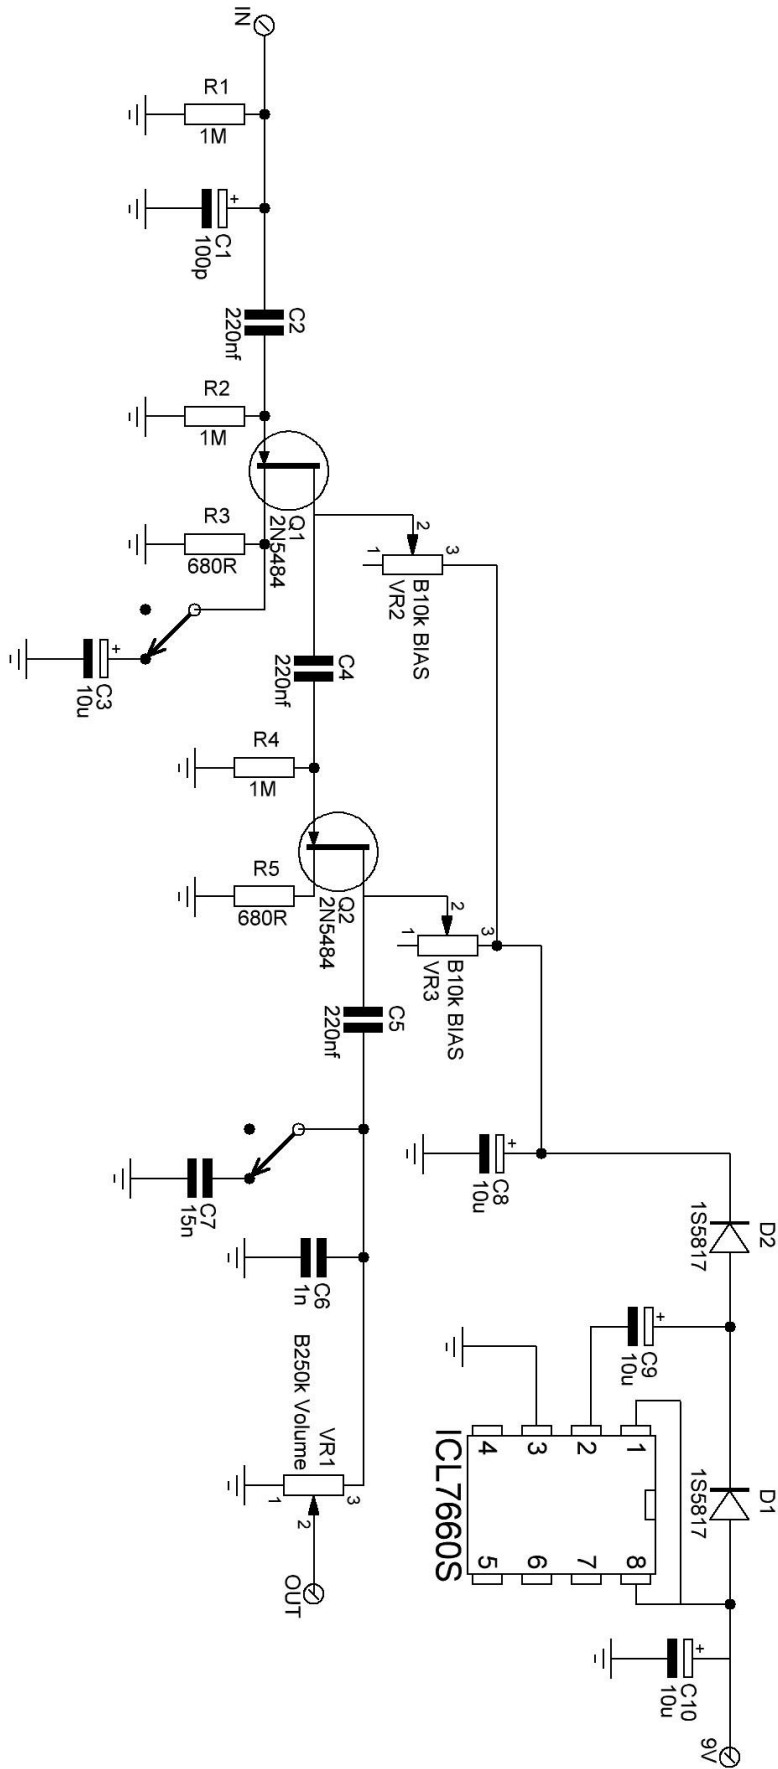 IN
R1
1M
C1
+
100p
C2
220nf
R2
1M
Q1
2N5484
R3
680R
2
1
3
B10k BIAS
VR2
+
C3
10u
C4
220nf
R4
1M
Q2
2N5484
R5
680R
2
1
3
B10k BIAS
VR3
C5
220nf
C7
15n
C6
1n
VR1
B250k Volume
1
3
2
OUT
+
C8
10u
D2
1S5817
+
C9
10u
D1
1S5817
1
2
3
4
8
7
6
5
ICL7660S
+
C10
10u
9V